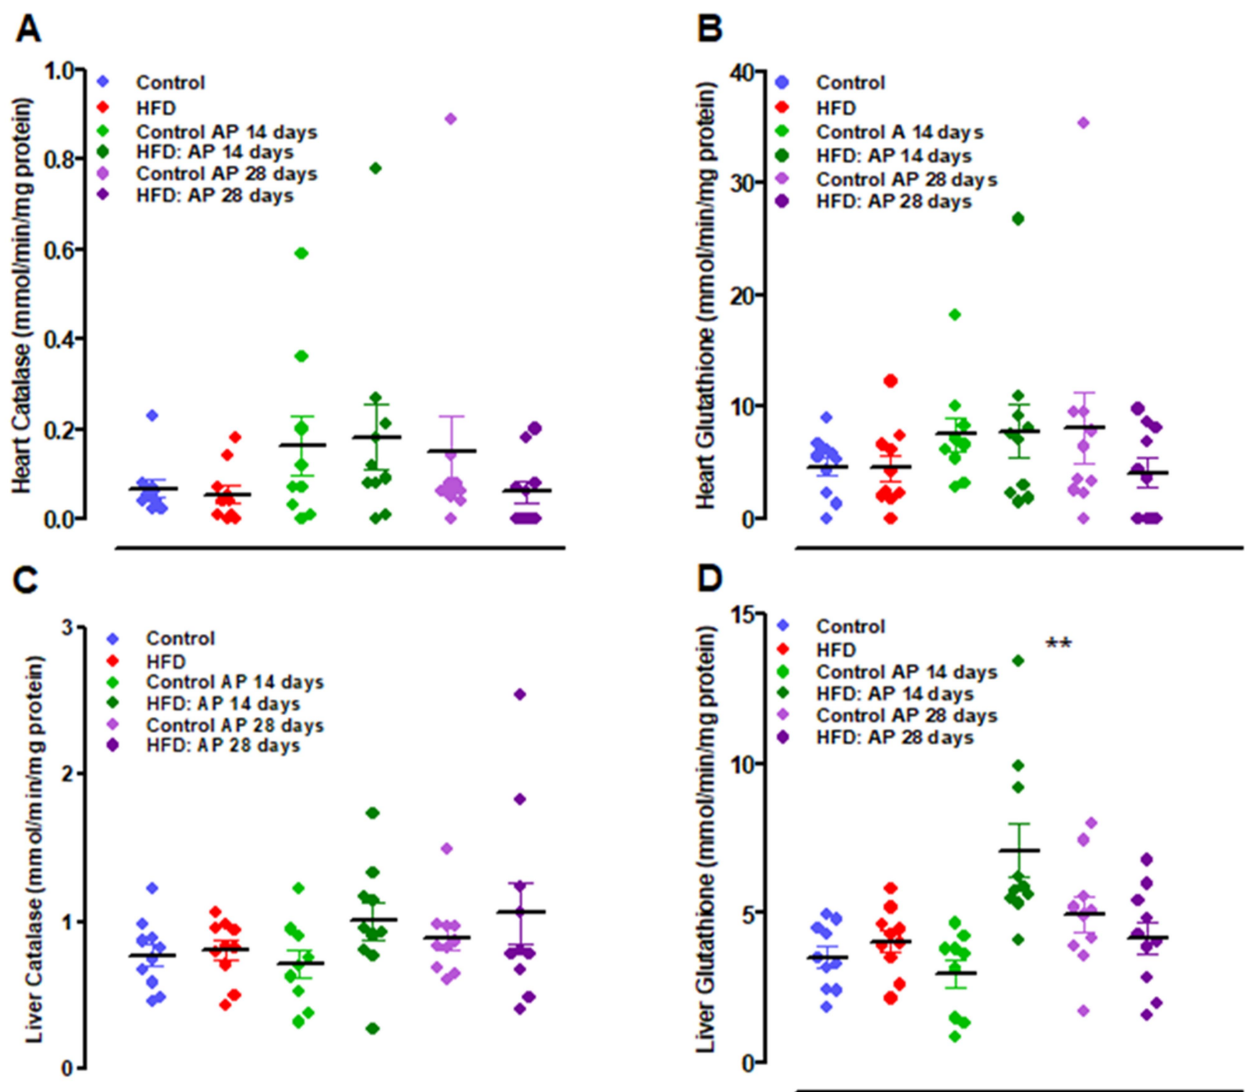 A
Heart Catalase (mmol/min/mg protein)
1.0
0.8
0.6
0.4
0.2
0.0
Control
HFD
Control AP 14 days
HFD: AP 14 days
Control AP 28 days
HFD: AP 28 days
B
Heart Glutathione (mmol/min/mg protein)
40
30
20
10
0
Control
HFD
Control A 14 days
HFD: AP 14 days
Control AP 28 days
HFD: AP 28 days
C
Liver Catalase (mmol/min/mg protein)
3
2
1
0
Control
HFD
Control AP 14 days
HFD: AP 14 days
Control AP 28 days
HFD: AP 28 days
D
Liver Glutathione (mmol/min/mg protein)
15
10
5
0
Control
HFD
Control AP 14 days
HFD: AP 14 days
Control AP 28 days
HFD: AP 28 days
**